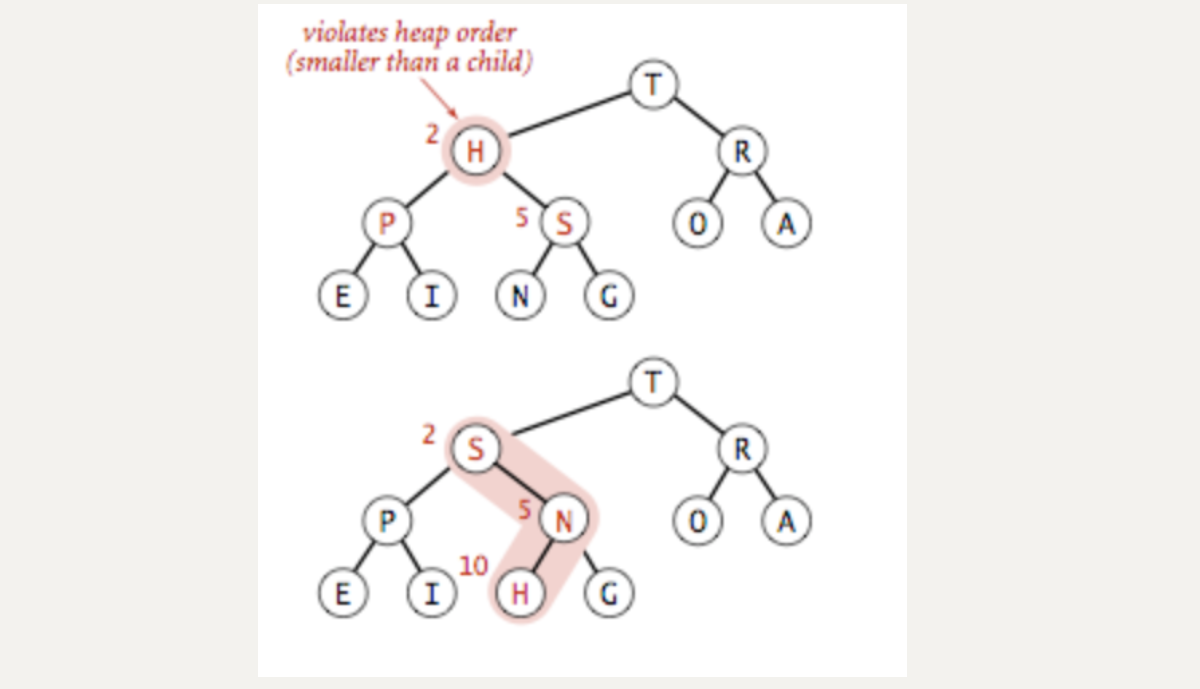 violates heap order
(smaller than a child)
T
2 H R
P 5 S O A
E I N G
T
2 S R
P 5 N O A
10
E I H G